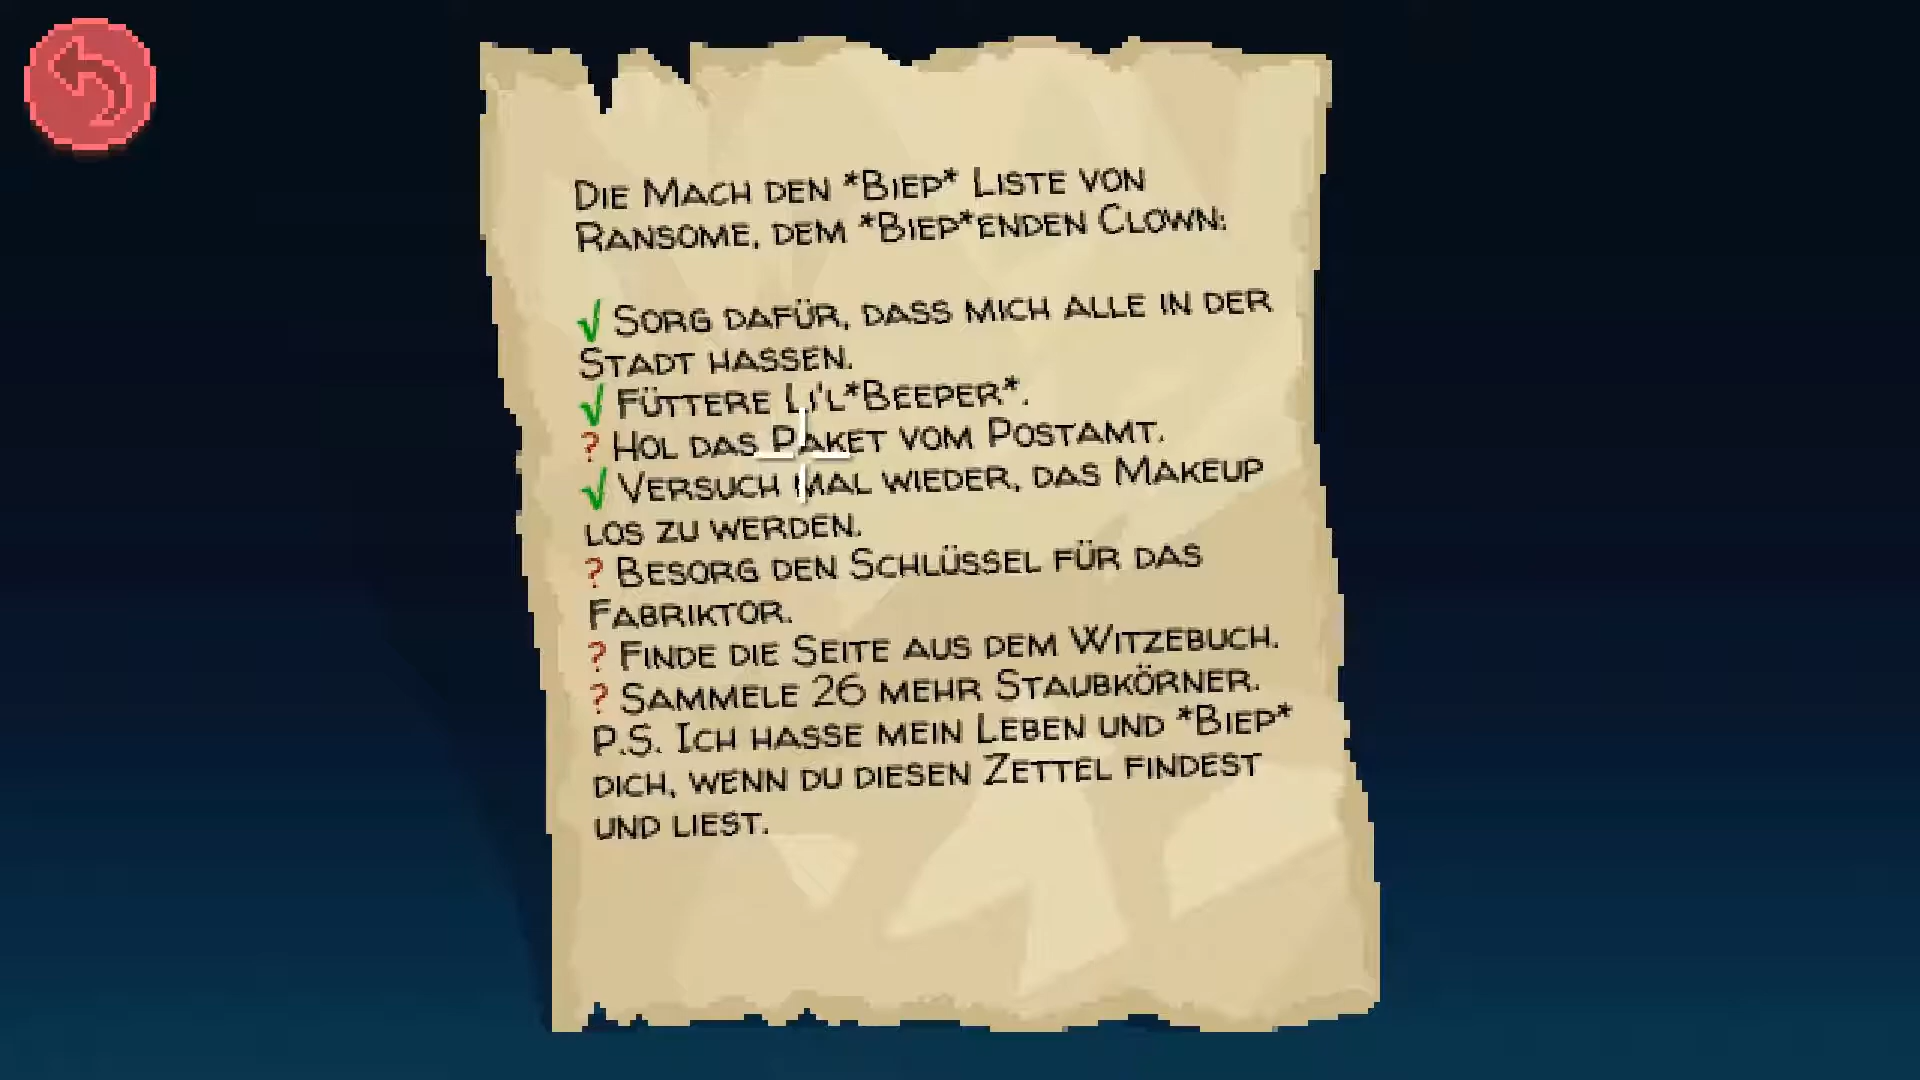 Die Mach den *Biep* Liste von
Ransome, dem *Biep*enden Clown:
√ Sorg dafür, dass mich alle in der
Stadt hassen.
√ Füttere Li'l*Beeper*.
? Hol das Paket vom Postamt.
√ Versuch mal wieder, das Makeup
los zu werden.
? Besorg den Schlüssel für das
Fabriktor.
? Finde die Seite aus dem Witzebuch.
? Sammele 26 mehr Staubkörner.
P.S. Ich hasse mein Leben und *Biep*
dich, wenn du diesen Zettel findest
und liest.